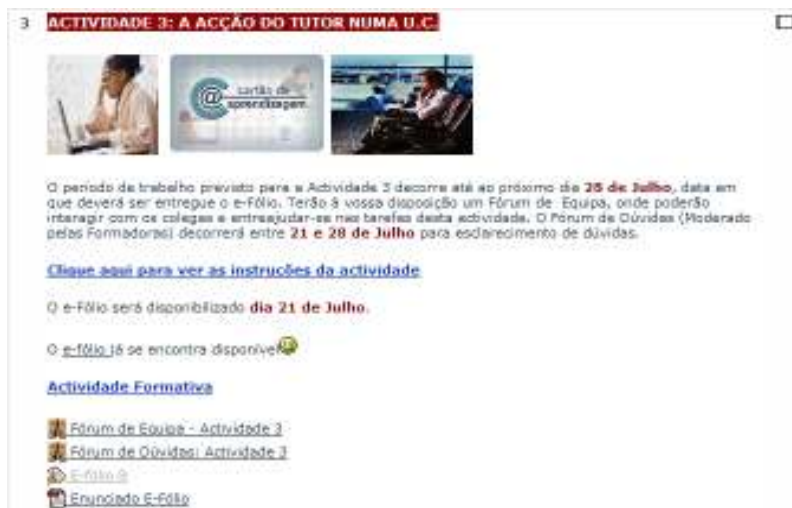 3 ACTIVIDADE 3: A ACÇÃO DO TUTOR NUMA U.C.
@ cartão de
aprendizagem
O período de trabalho previsto para a Actividade 3 decorre até ao próximo dia 28 de Julho, data em
que deverá ser entregue o e-Fólio. Terão à vossa disposição um Fórum de Equipa, onde poderão
interagir com os colegas e entreajudar-se nas tarefas desta actividade. O Fórum de Dúvidas (Moderado
pelas Formadoras) decorrerá entre 21 e 28 de Julho para esclarecimento de dúvidas.
Clique aqui para ver as instruções da actividade
O e-Fólio será disponibilizado dia 21 de Julho.
O e-fólio já se encontra disponível
Actividade Formativa
Fórum de Equipa - Actividade 3
Fórum de Dúvidas: Actividade 3
E-fólio B
Enunciado E-Fólio